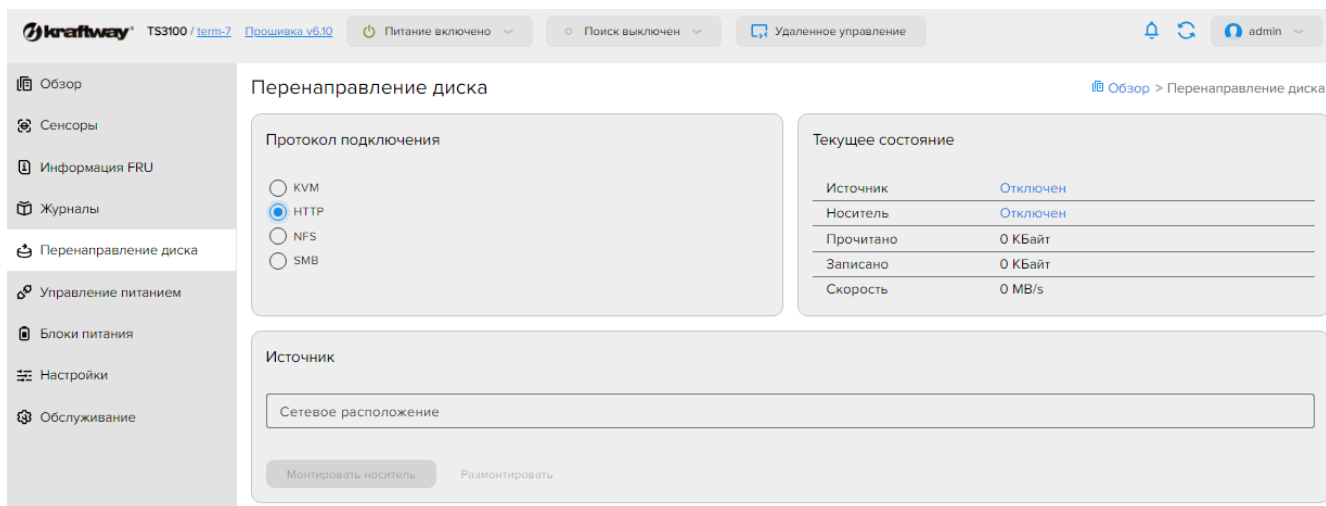 kraftway TS3100 / term-7 Прошивка v6.10 Питание включено Поиск выключен Удаленное управление admin
Обзор
Сенсоры
Информация FRU
Журналы
Перенаправление диска
Управление питанием
Блоки питания
Настройки
Обслуживание
Перенаправление диска
Обзор > Перенаправление диска
Протокол подключения
KVM
HTTP
NFS
SMB
Текущее состояние
Источник Отключен
Носитель Отключен
Прочитано 0 КБайт
Записано 0 КБайт
Скорость 0 MB/s
Источник
Сетевое расположение
Монтировать носитель Размонтировать